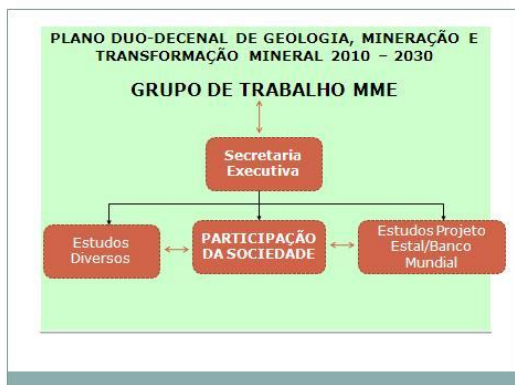 PLANO DUO-DECENAL DE GEOLOGIA, MINERAÇÃO E
TRANSFORMAÇÃO MINERAL 2010 – 2030
GRUPO DE TRABALHO MME
Secretaria
Executiva
Estudos
Diversos
PARTICIPAÇÃO
DA SOCIEDADE
Estudos Projeto
Estal/Banco
Mundial